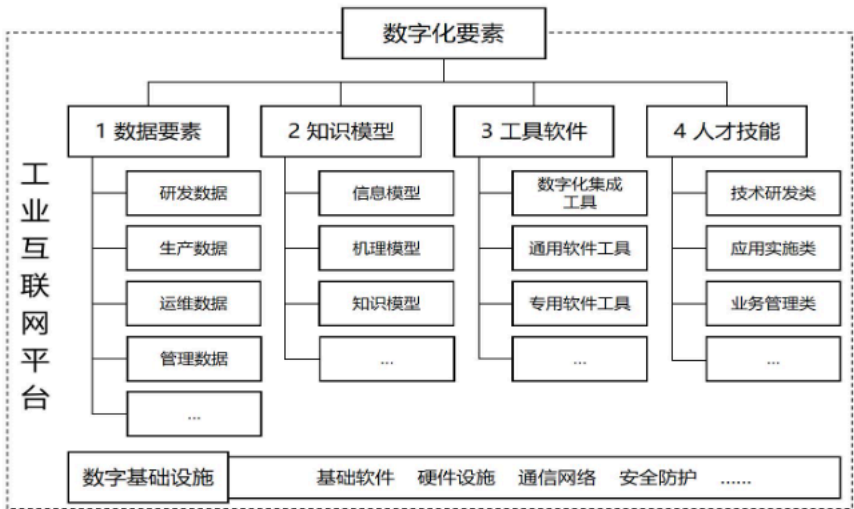 数字化要素
1 数据要素
2 知识模型
3 工具软件
4 人才技能
工业互联网平台
研发数据
生产数据
运维数据
管理数据
...
信息模型
机理模型
知识模型
...
数字化集成
工具
通用软件工具
专用软件工具
...
技术研发类
应用实施类
业务管理类
...
数字基础设施
基础软件 硬件设施 通信网络 安全防护 ......